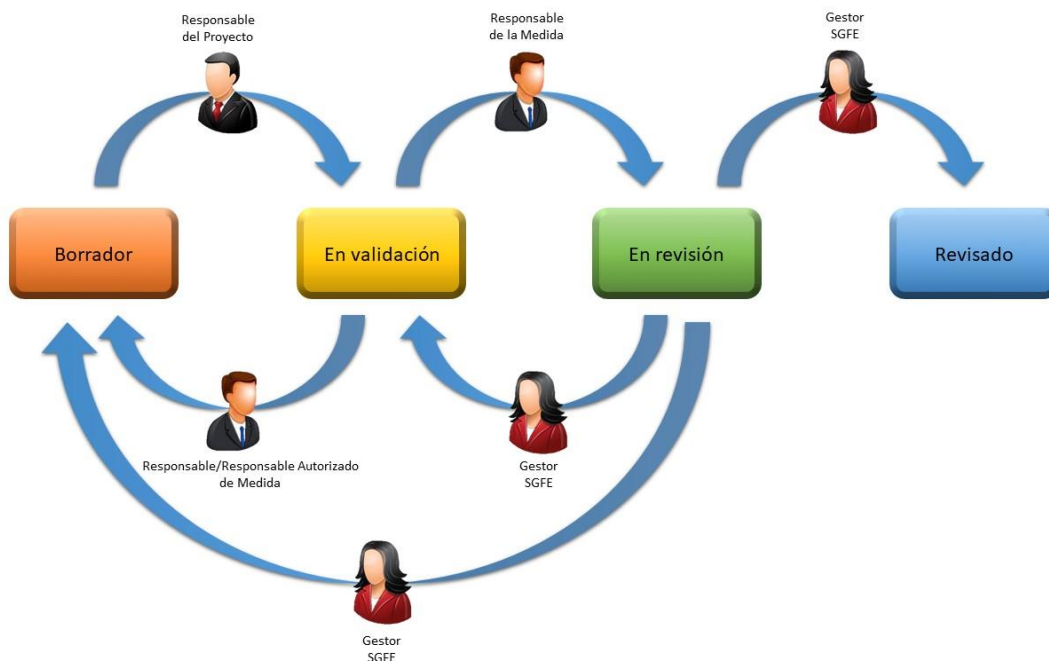 Responsable
del Proyecto
Responsable
de la Medida
Gestor
SGFE
Borrador
En validación
En revisión
Revisado
Responsable/Responsable Autorizado
de Medida
Gestor
SGFE
Gestor
SGFE